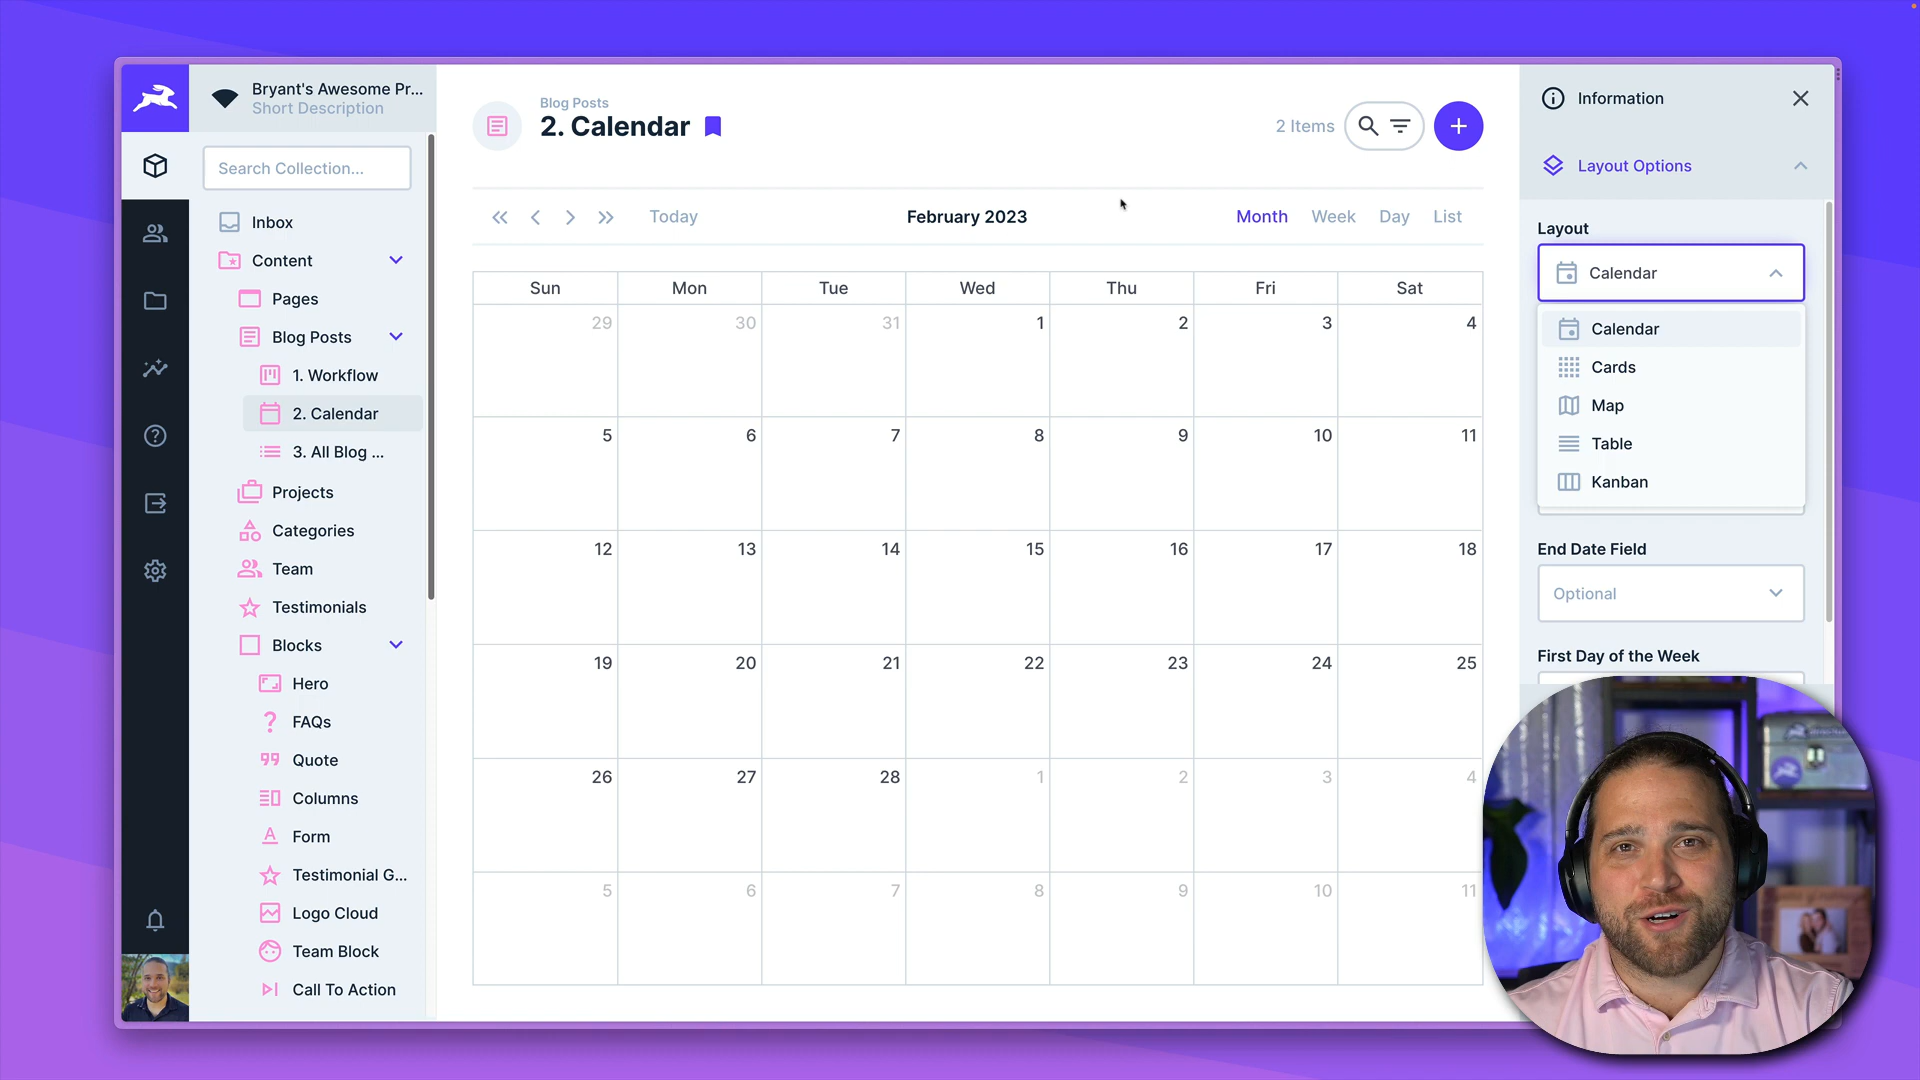 Bryant's Awesome Pr...
Short Description
Search Collection...
Inbox
Content
Pages
Blog Posts
1. Workflow
2. Calendar
3. All Blog ...
Projects
Categories
Team
Testimonials
Blocks
Hero
FAQs
Quote
Columns
Form
Testimonial G...
Logo Cloud
Team Block
Call To Action
Blog Posts
2. Calendar
2 Items
Today
February 2023
Month Week Day List
Sun Mon Tue Wed Thu Fri Sat
29 30 31 1 2 3 4
5 6 7 8 9 10 11
12 13 14 15 16 17 18
19 20 21 22 23 24 25
26 27 28 1 2 3 4
5 6 7 8 9 10 11
Information
Layout Options
Layout
Calendar
Calendar
Cards
Map
Table
Kanban
End Date Field
Optional
First Day of the Week